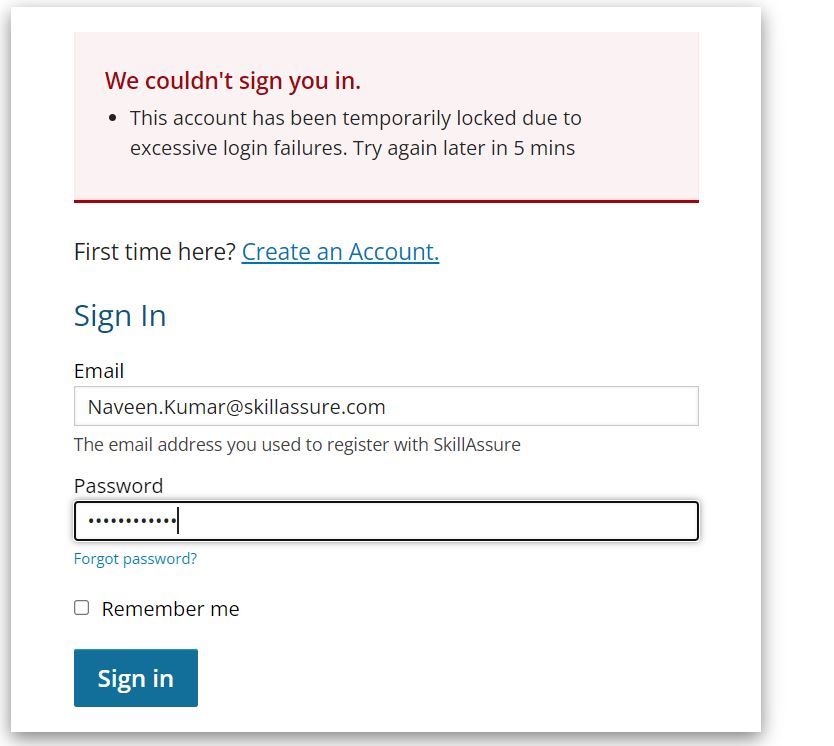 We couldn't sign you in.
• This account has been temporarily locked due to
excessive login failures. Try again later in 5 mins
First time here? Create an Account.
Sign In
Email
Naveen.Kumar@skillassure.com
The email address you used to register with SkillAssure
Password
••••••••••••
Forgot password?
Remember me
Sign in